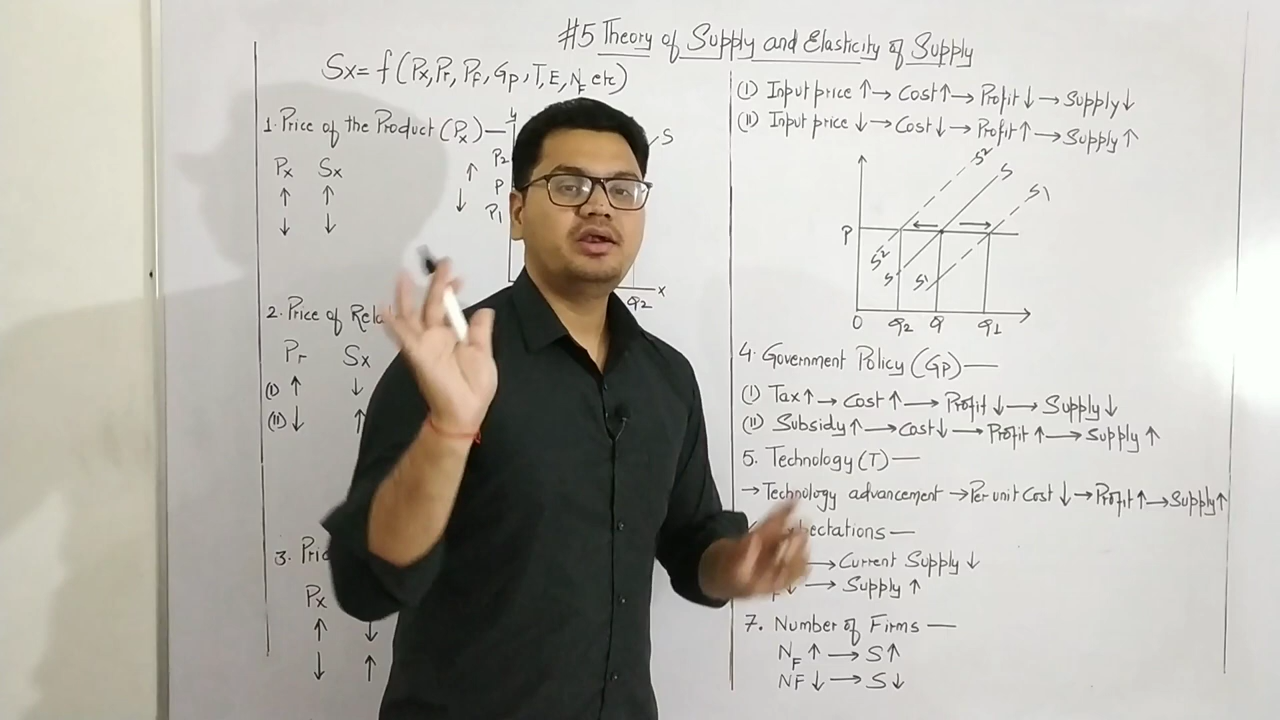 #5 Theory of Supply and Elasticity of Supply
Sx = f (Px, Pr, PF, Gp, T, E, NF etc)
1. Price of the Product (Px) —
Px Sx
↑ ↑
↓ ↓
y
S
↑ P2
P
↓ P1
Q2 x
2. Price of
Pr Sx
(I) ↑ ↓
(II) ↓ ↑
3.
Px
↑ ↓
↓ ↑
(I) Input price ↑ → Cost ↑ → Profit ↓ → Supply ↓
(II) Input price ↓ → Cost ↓ → Profit ↑ → Supply ↑
S2 S S1
P
S2 S S1
O Q2 Q Q1
4. Government Policy (Gp) —
(I) Tax ↑ → Cost ↑ → Profit ↓ → Supply ↓
(II) Subsidy ↑ → Cost ↓ → Profit ↑ → Supply ↑
5. Technology (T) —
→ Technology advancement → Per unit Cost ↓ → Profit ↑ → Supply ↑
Expectations —
→ Current Supply ↓
↓ → Supply ↑
7. Number of Firms —
NF ↑ → S ↑
NF ↓ → S ↓